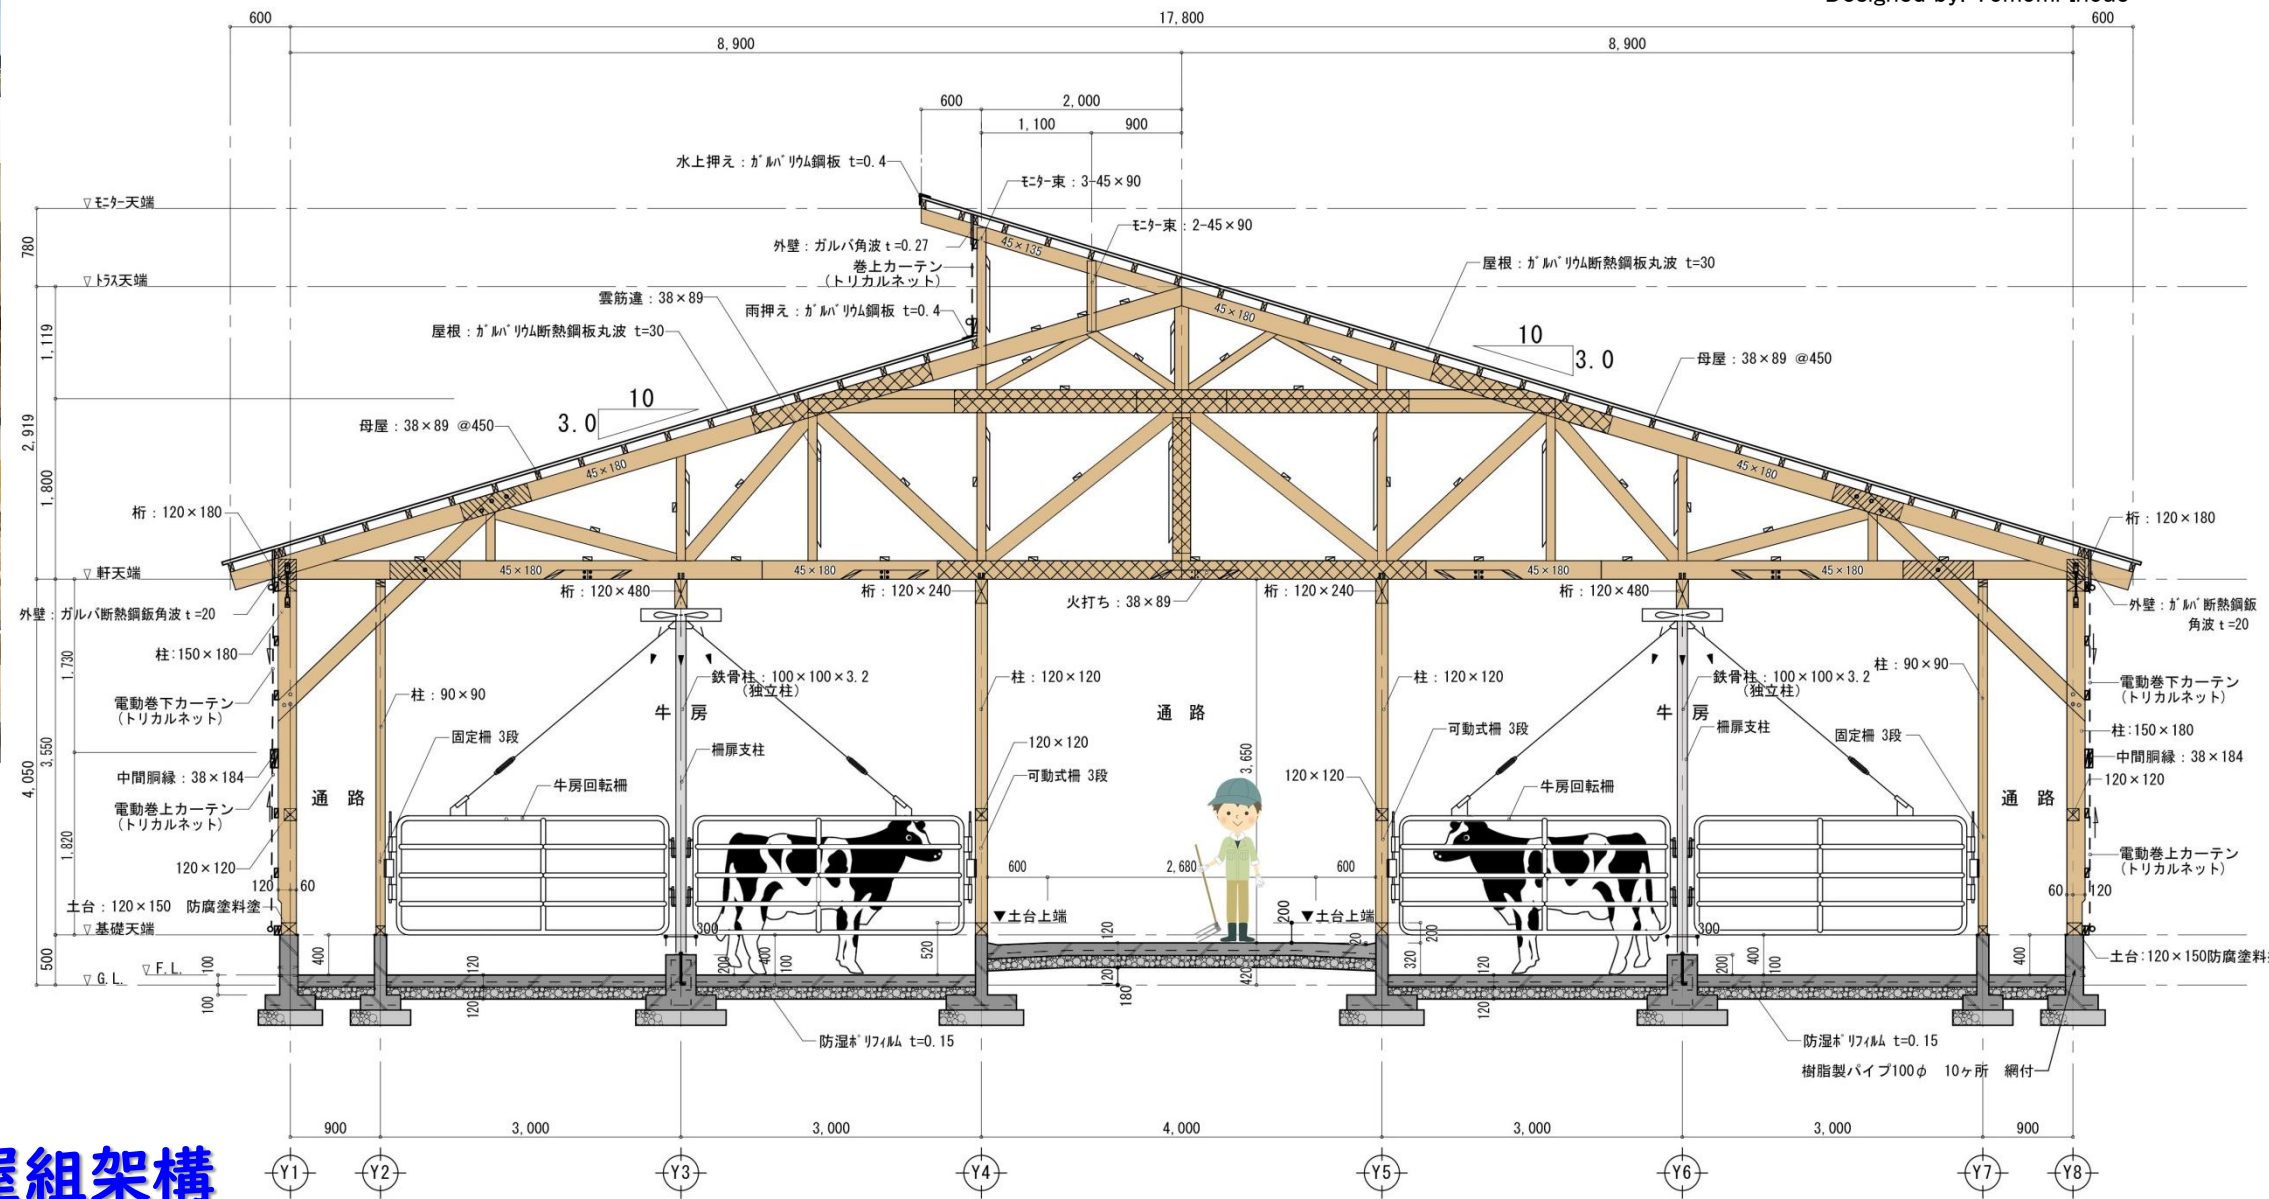 Designed by: Tomomi Inoue
600
17,800
600
8,900
8,900
600
2,000
1,100
900
水上押え：ｶﾞﾙﾊﾞﾘｳﾑ鋼板 t=0.4
ﾓﾆﾀｰ束：3-45×90
▽ﾓﾆﾀｰ天端
ﾓﾆﾀｰ束：2-45×90
外壁：ガルバ角波 t=0.27
45×135
巻上カーテン
(トリカルネット)
屋根：ｶﾞﾙﾊﾞﾘｳﾑ断熱鋼板丸波 t=30
780
▽ﾄﾗｽ天端
雲筋違：38×89
雨押え：ｶﾞﾙﾊﾞﾘｳﾑ鋼板 t=0.4
45×180
屋根：ｶﾞﾙﾊﾞﾘｳﾑ断熱鋼板丸波 t=30
10
3.0
母屋：38×89 @450
1,119
10
3.0
母屋：38×89 @450
2,919
1,800
45×180
45×180
桁：120×180
桁：120×180
▽軒天端
45×180
45×180
45×180
45×180
桁：120×480
桁：120×240
火打ち：38×89
桁：120×240
桁：120×480
外壁：ガルバ断熱鋼鈑角波 t=20
外壁：ｶﾞﾙﾊﾞ断熱鋼鈑
角波 t=20
柱:150×180
1,730
柱：90×90
鉄骨柱：100×100×3.2
(独立柱)
柱：120×120
柱：120×120
鉄骨柱：100×100×3.2
(独立柱)
柱：90×90
電動巻下カーテン
(トリカルネット)
電動巻下カーテン
(トリカルネット)
牛 房
通 路
牛 房
固定柵 3段
柵扉支柱
120×120
可動式柵 3段
柵扉支柱
固定柵 3段
柱:150×180
3,550
4,050
3,650
中間胴縁：38×184
中間胴縁：38×184
牛房回転柵
可動式柵 3段
120×120
牛房回転柵
120×120
通 路
通 路
電動巻上カーテン
(トリカルネット)
電動巻上カーテン
(トリカルネット)
1,820
120×120
120
60
600
2,680
600
60
120
土台：120×150 防腐塗料塗
▼土台上端
200
▼土台上端
▽基礎天端
300
300
500
100
100
▽F.L.
▽G.L.
400
120
120
200
400
100
520
120
120
180
20
420
320
200
120
120
200
400
100
400
土台：120×150防腐塗料
防湿ﾎﾟﾘﾌｨﾙﾑ t=0.15
防湿ﾎﾟﾘﾌｨﾙﾑ t=0.15
樹脂製パイプ100φ 10ヶ所 網付
900
3,000
3,000
4,000
3,000
3,000
900
Y1
Y2
Y3
Y4
Y5
Y6
Y7
Y8
屋組架構